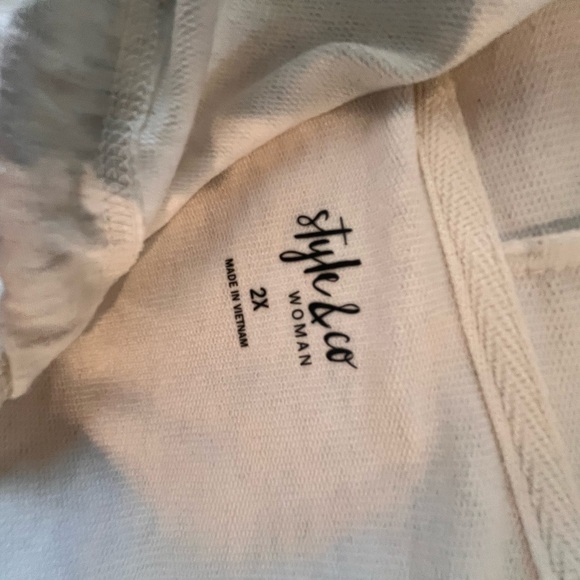 style & co
WOMAN
2X
MADE IN VIETNAM